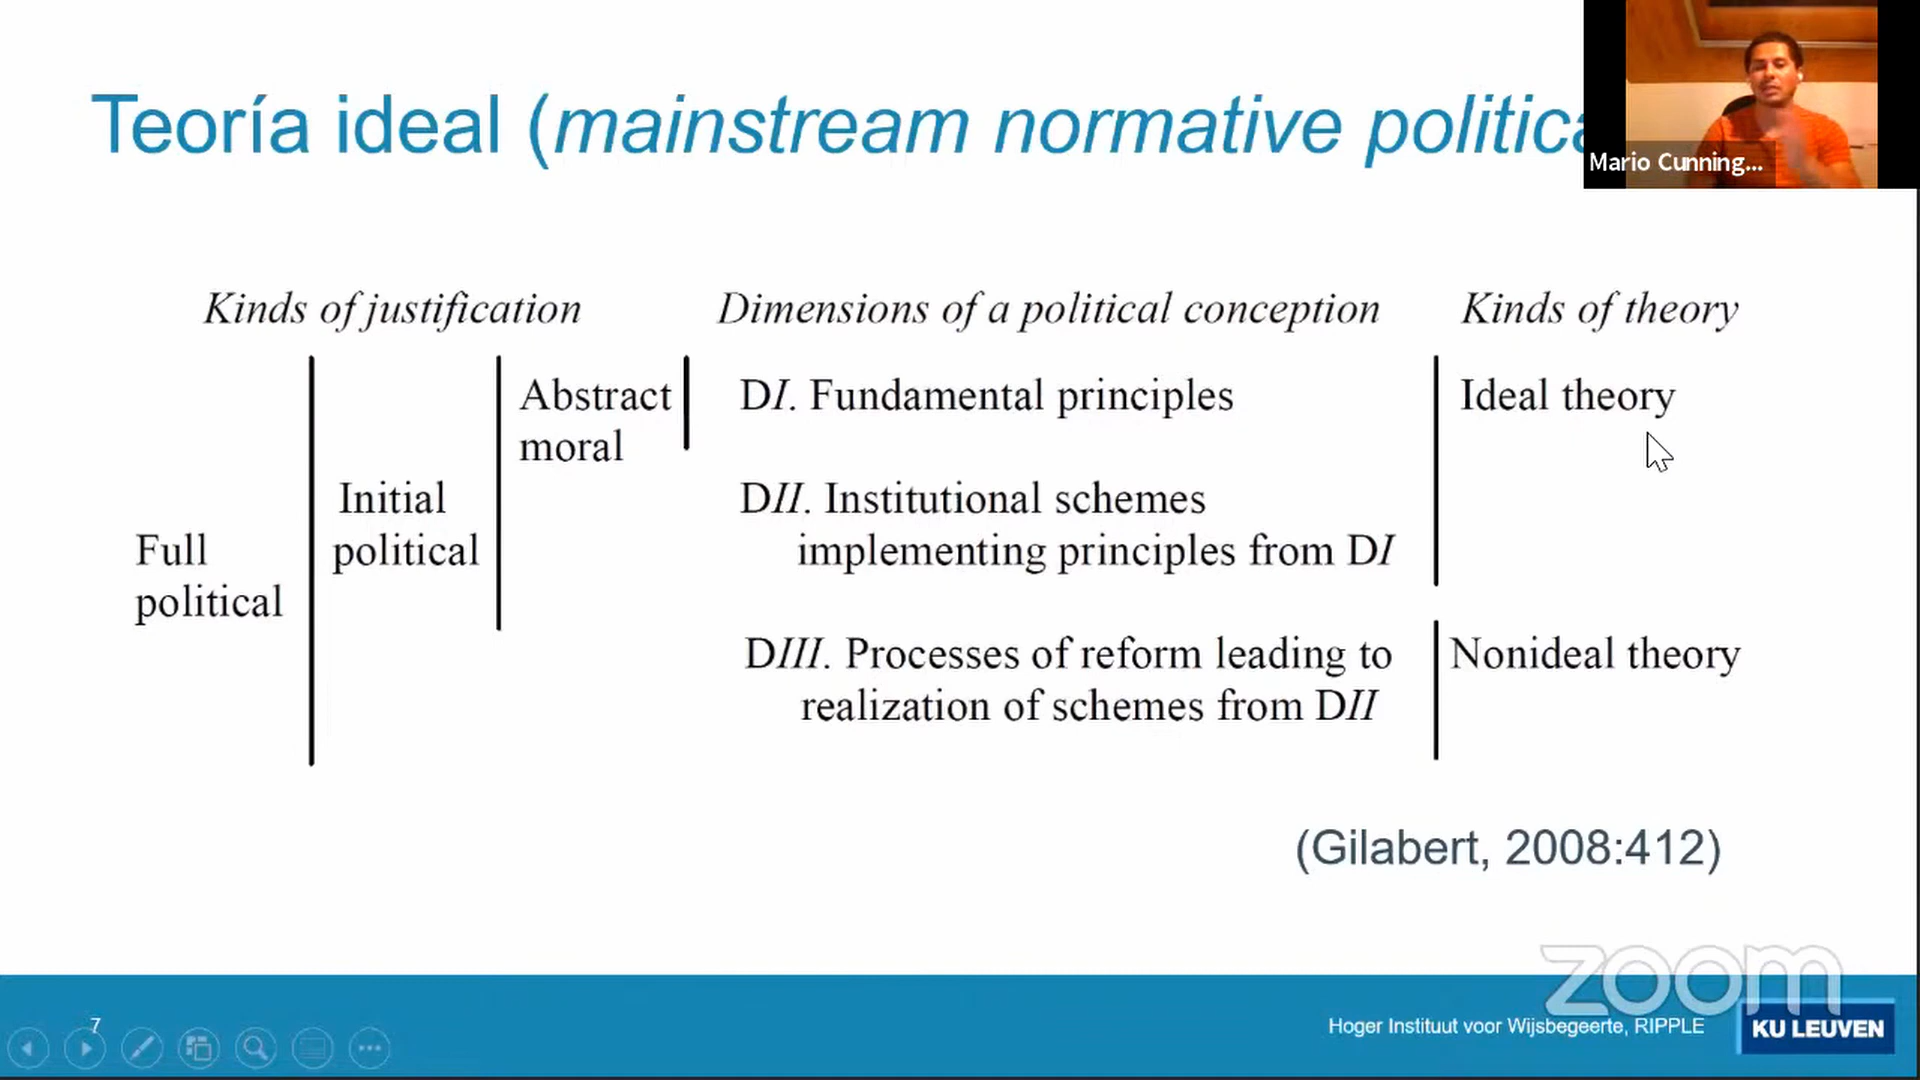 Teoría ideal (mainstream normative politica
Mario Cunning...
Kinds of justification
Dimensions of a political conception
Kinds of theory
Abstract
moral
Initial
political
Full
political
DI. Fundamental principles
DII. Institutional schemes
implementing principles from DI
DIII. Processes of reform leading to
realization of schemes from DII
Ideal theory
Nonideal theory
(Gilabert, 2008:412)
zoom
7
Hoger Instituut voor Wijsbegeerte, RIPPLE
KU LEUVEN